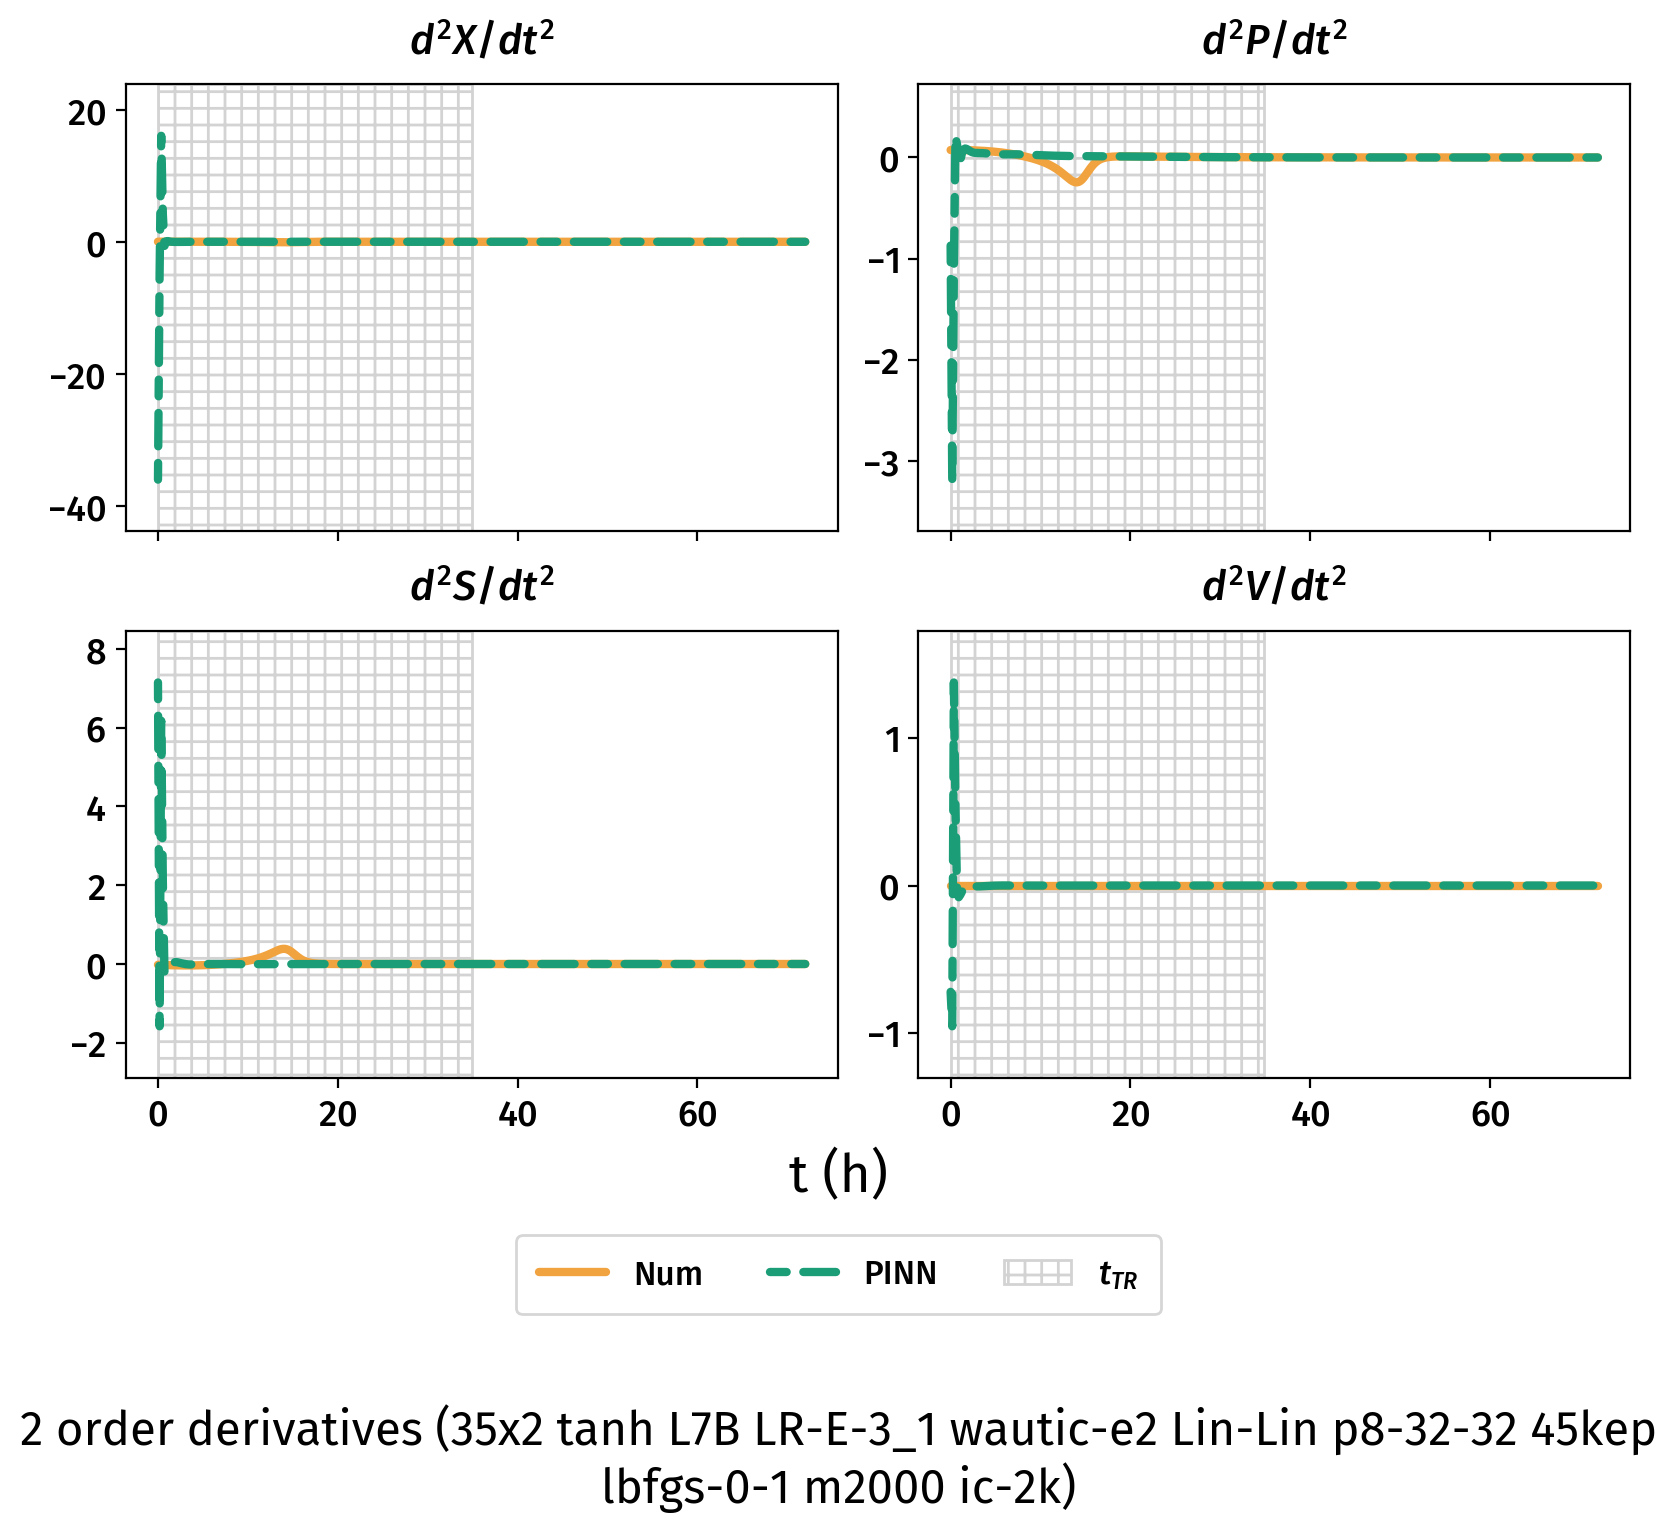 d²X/dt²
d²P/dt²
20
0
−20
−40
0
−1
−2
−3
d²S/dt²
d²V/dt²
8
6
4
2
0
−2
1
0
−1
0 20 40 60
0 20 40 60
t (h)
Num PINN t_TR
2 order derivatives (35x2 tanh L7B LR-E-3_1 wautic-e2 Lin-Lin p8-32-32 45kep
lbfgs-0-1 m2000 ic-2k)